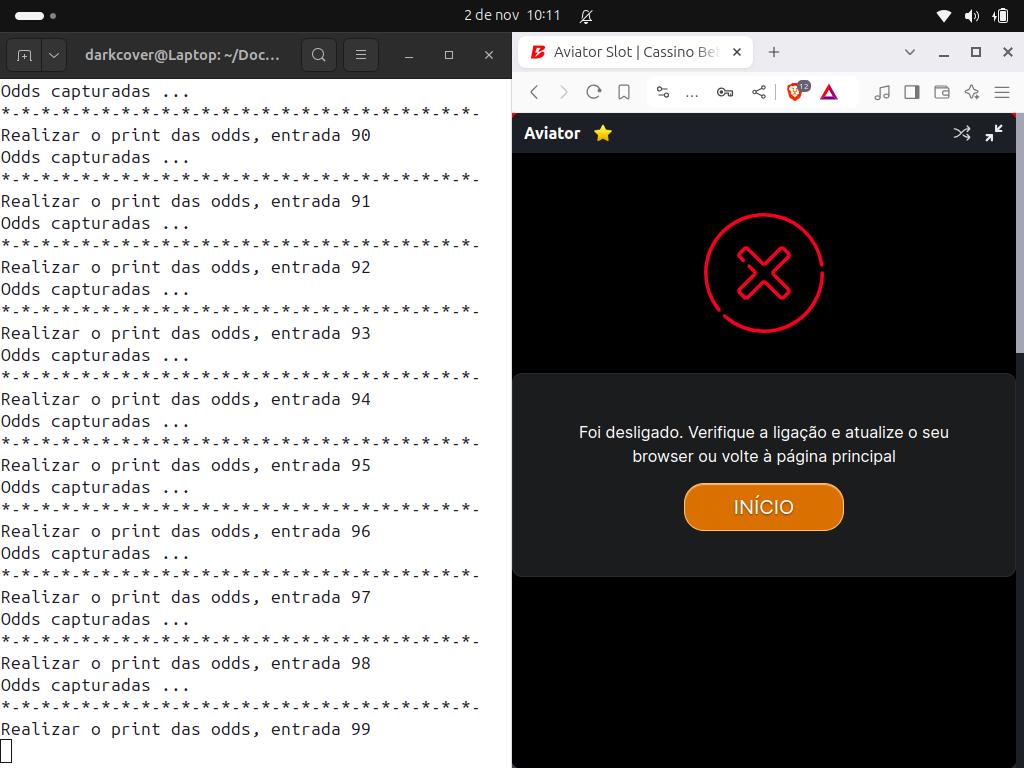 2 de nov 10:11
darkcover@Laptop: ~/Doc...
Odds capturadas ...
*-*-*-*-*-*-*-*-*-*-*-*-*-*-*-*-*-*-*-*-*-*-*-*-
Realizar o print das odds, entrada 90
Odds capturadas ...
*-*-*-*-*-*-*-*-*-*-*-*-*-*-*-*-*-*-*-*-*-*-*-*-
Realizar o print das odds, entrada 91
Odds capturadas ...
*-*-*-*-*-*-*-*-*-*-*-*-*-*-*-*-*-*-*-*-*-*-*-*-
Realizar o print das odds, entrada 92
Odds capturadas ...
*-*-*-*-*-*-*-*-*-*-*-*-*-*-*-*-*-*-*-*-*-*-*-*-
Realizar o print das odds, entrada 93
Odds capturadas ...
*-*-*-*-*-*-*-*-*-*-*-*-*-*-*-*-*-*-*-*-*-*-*-*-
Realizar o print das odds, entrada 94
Odds capturadas ...
*-*-*-*-*-*-*-*-*-*-*-*-*-*-*-*-*-*-*-*-*-*-*-*-
Realizar o print das odds, entrada 95
Odds capturadas ...
*-*-*-*-*-*-*-*-*-*-*-*-*-*-*-*-*-*-*-*-*-*-*-*-
Realizar o print das odds, entrada 96
Odds capturadas ...
*-*-*-*-*-*-*-*-*-*-*-*-*-*-*-*-*-*-*-*-*-*-*-*-
Realizar o print das odds, entrada 97
Odds capturadas ...
*-*-*-*-*-*-*-*-*-*-*-*-*-*-*-*-*-*-*-*-*-*-*-*-
Realizar o print das odds, entrada 98
Odds capturadas ...
*-*-*-*-*-*-*-*-*-*-*-*-*-*-*-*-*-*-*-*-*-*-*-*-
Realizar o print das odds, entrada 99
Aviator Slot | Cassino Bet
...
12
Aviator
Foi desligado. Verifique a ligação e atualize o seu
browser ou volte à página principal
INÍCIO